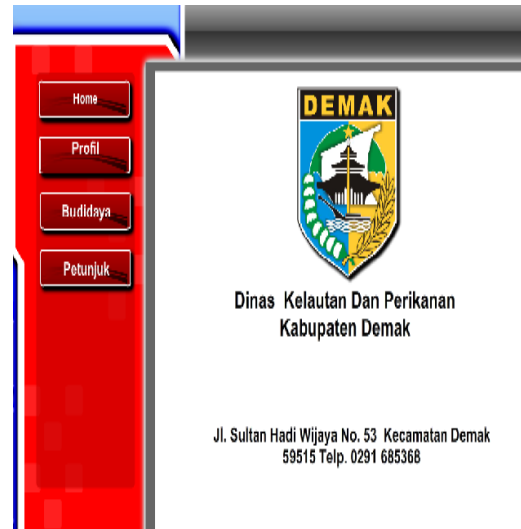 Home
Profil
Budidaya
Petunjuk
DEMAK
Dinas Kelautan Dan Perikanan
Kabupaten Demak
Jl. Sultan Hadi Wijaya No. 53 Kecamatan Demak
59515 Telp. 0291 685368